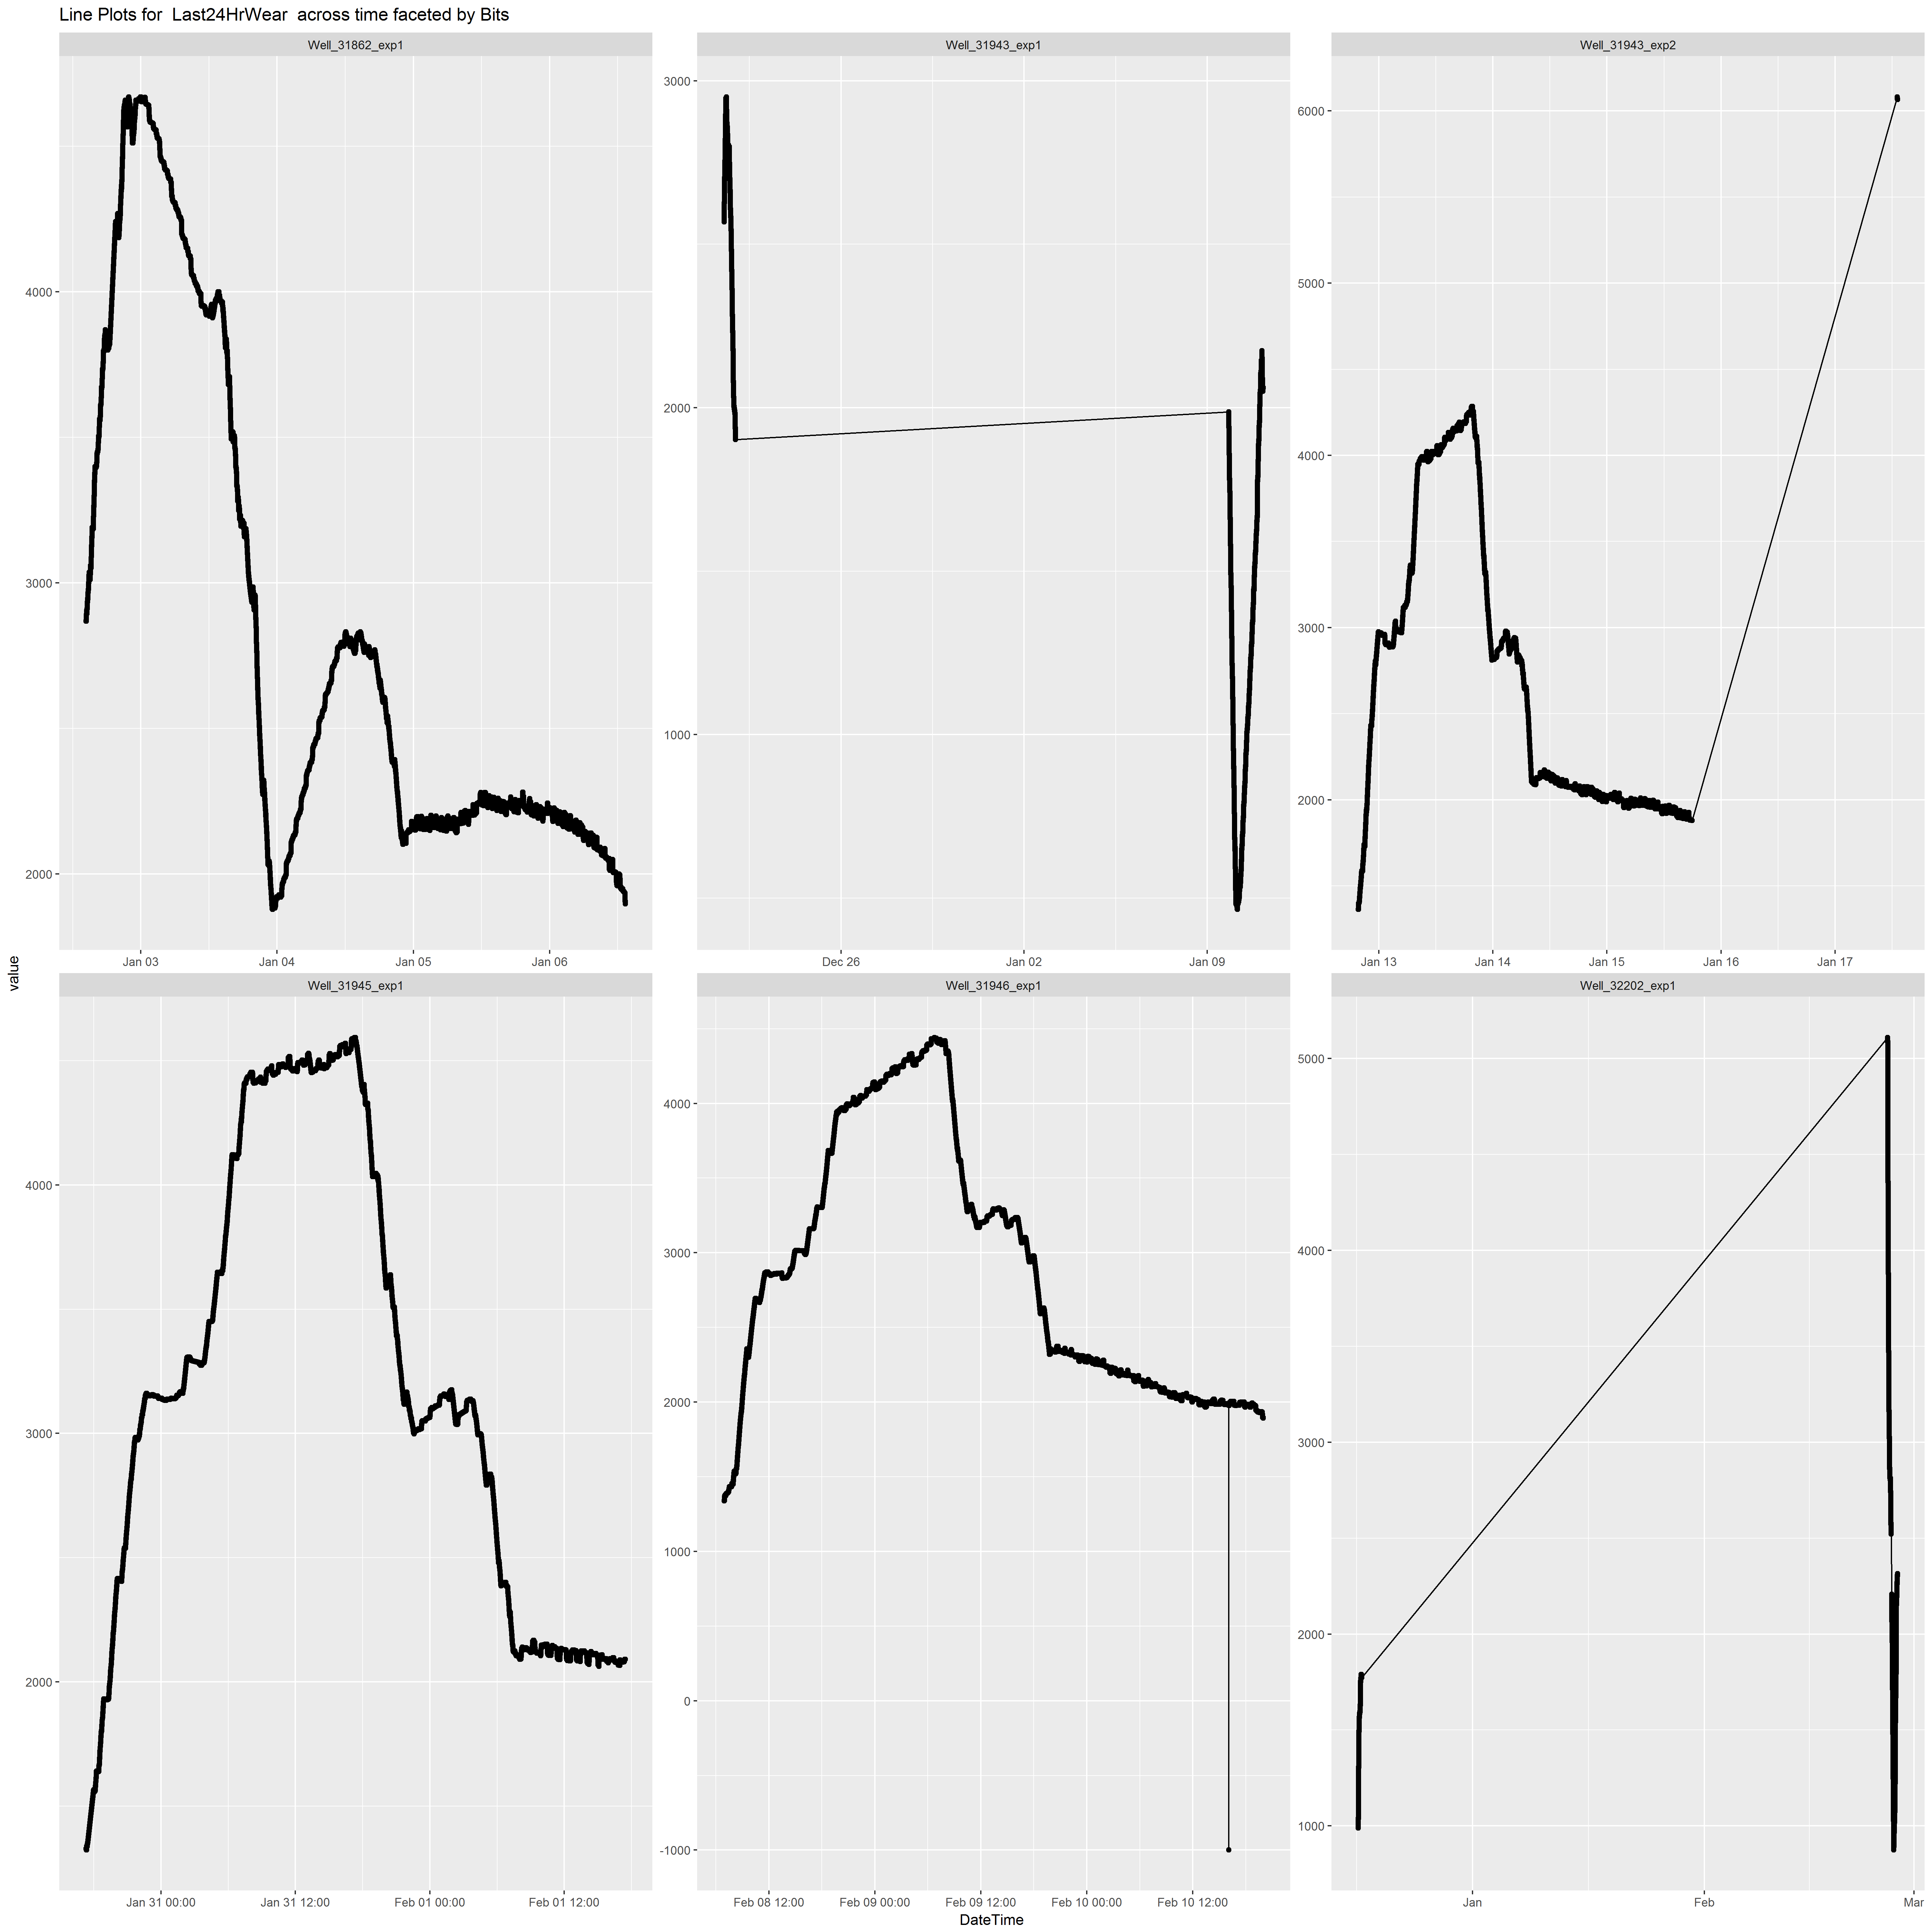 Line Plots for  Last24HrWear  across time faceted by Bits
Well_31862_exp1
4000
3000
2000
Jan 03 Jan 04 Jan 05 Jan 06
Well_31943_exp1
3000
2000
1000
Dec 26 Jan 02 Jan 09
Well_31943_exp2
6000
5000
4000
3000
2000
Jan 13 Jan 14 Jan 15 Jan 16 Jan 17
value
Well_31945_exp1
4000
3000
2000
Jan 31 00:00 Jan 31 12:00 Feb 01 00:00 Feb 01 12:00
Well_31946_exp1
4000
3000
2000
1000
0
-1000
Feb 08 12:00 Feb 09 00:00 Feb 09 12:00 Feb 10 00:00 Feb 10 12:00
Well_32202_exp1
5000
4000
3000
2000
1000
Jan Feb Mar
DateTime